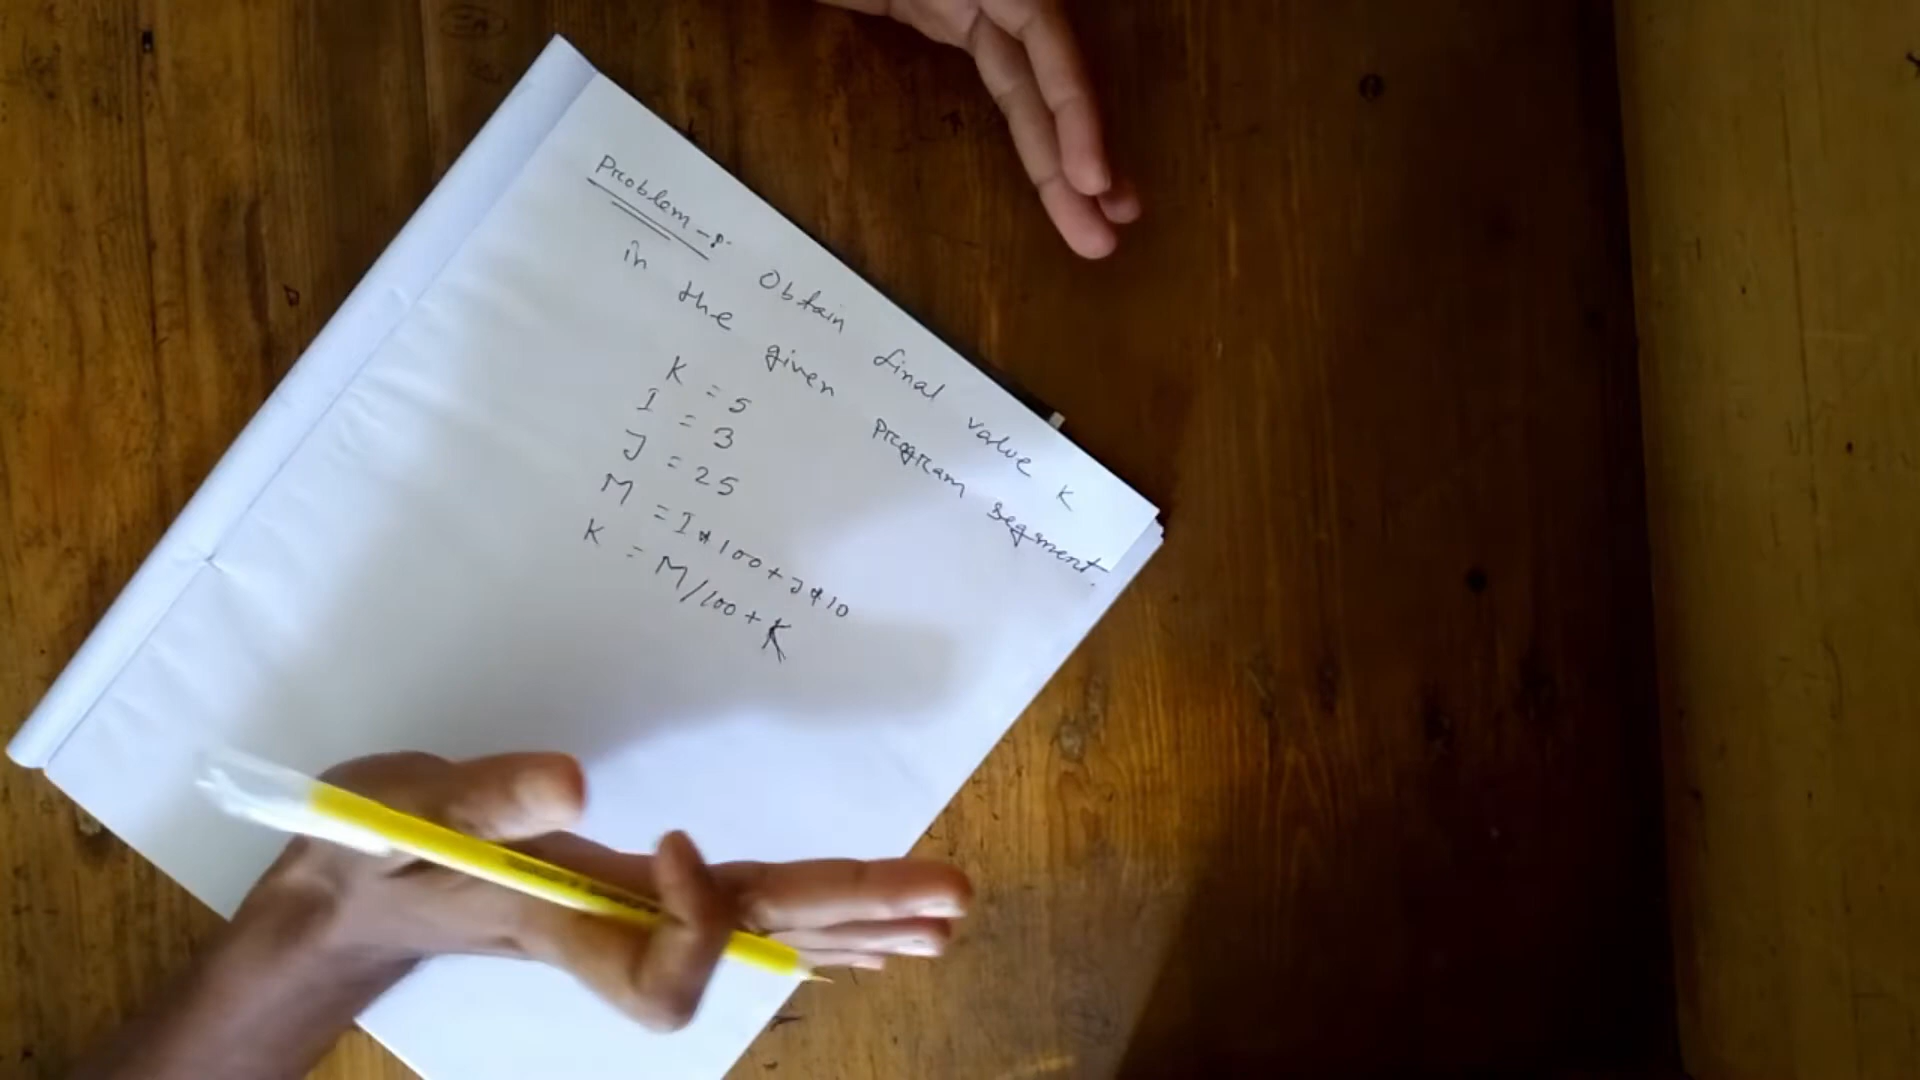 Problem -: Obtain final value K
in the given program segment.
K = 5
I = 3
J = 25
M = I * 100 + J * 10
K = M/100 + K